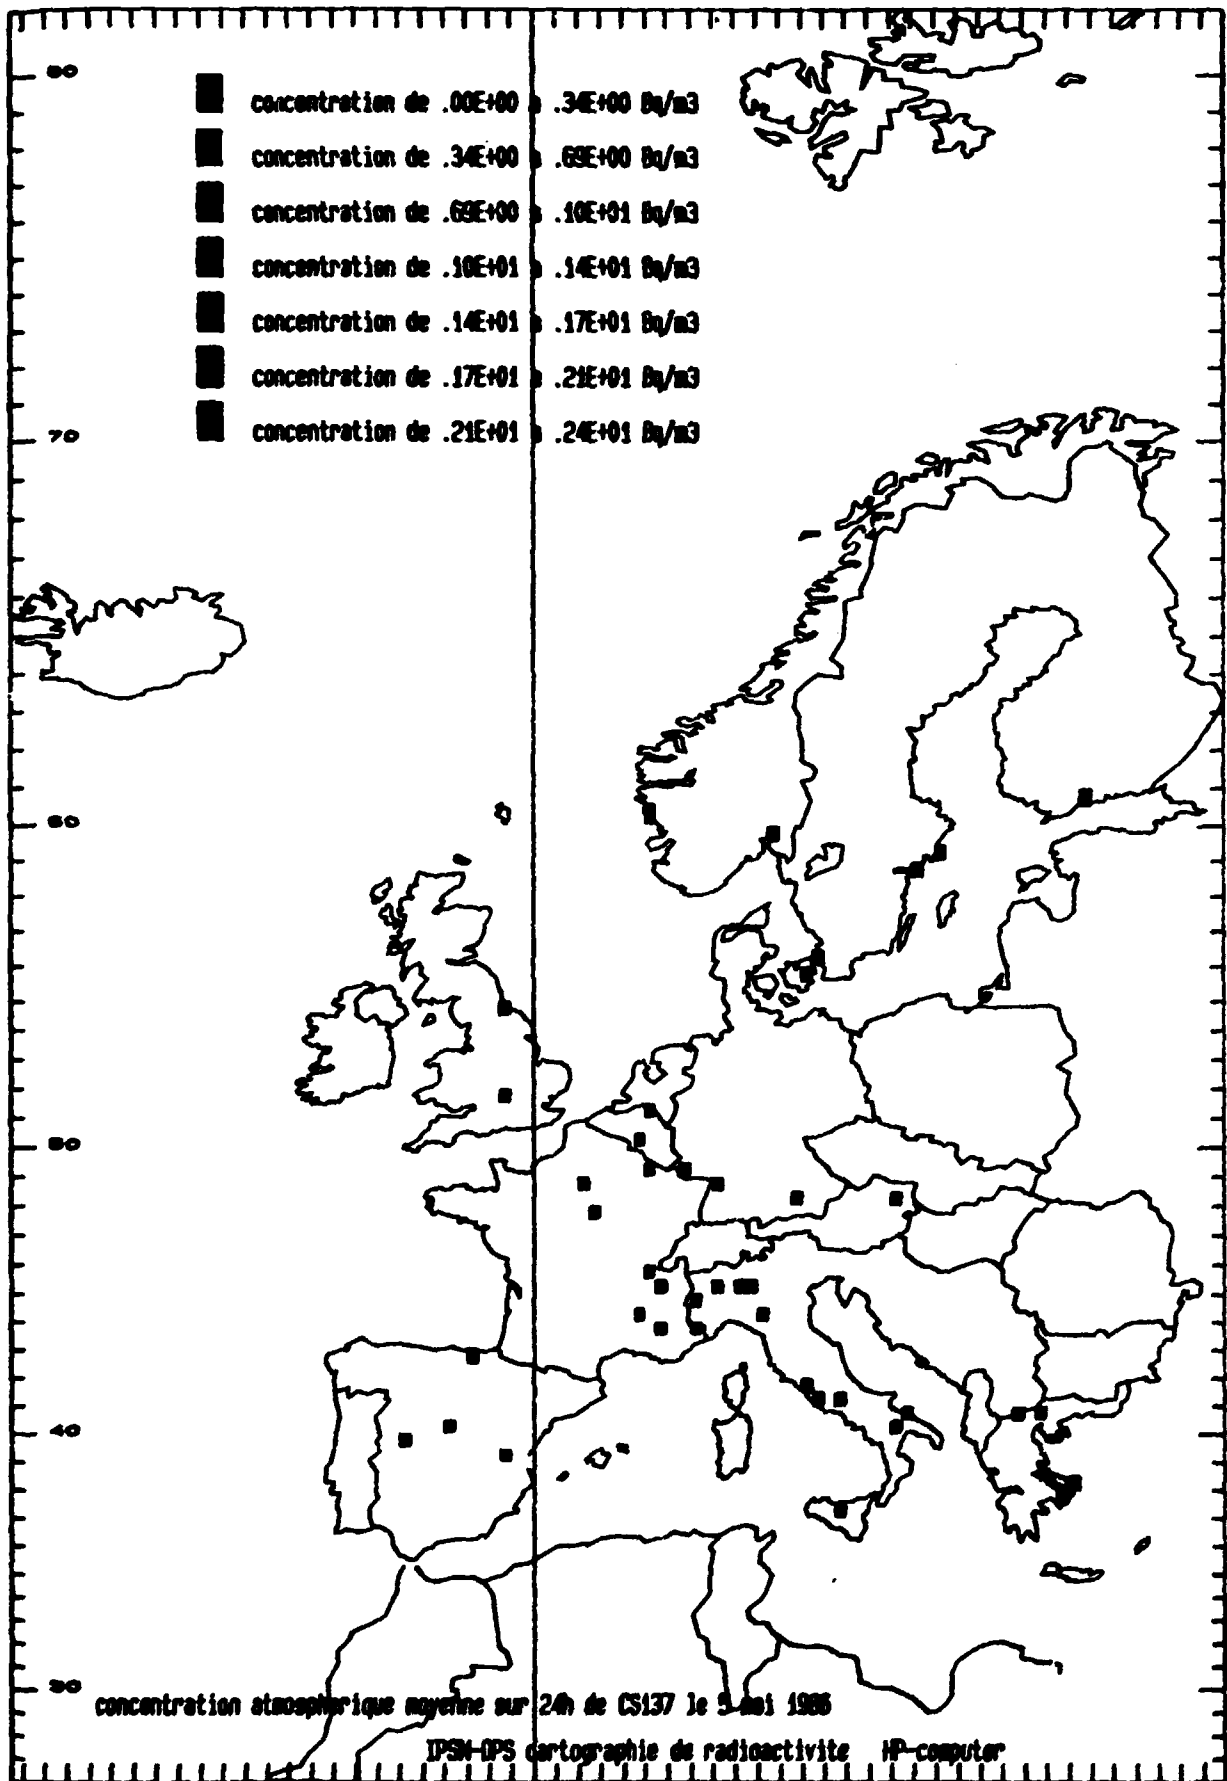 80
concentration de .00E+00 a .34E+00 Bq/m3
concentration de .34E+00 a .69E+00 Bq/m3
concentration de .69E+00 a .10E+01 Bq/m3
concentration de .10E+01 a .14E+01 Bq/m3
concentration de .14E+01 a .17E+01 Bq/m3
concentration de .17E+01 a .21E+01 Bq/m3
concentration de .21E+01 a .24E+01 Bq/m3
70
60
50
40
30
concentration atmospherique moyenne sur 24h de CS137 le 5 mai 1986
IPSN-DPS cartographie de radioactivite HP-computer